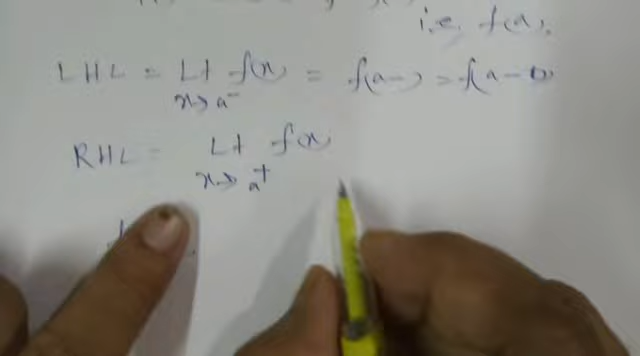 i.e. f(a).
LHL = Lt f(x) = f(a-) = f(a-0)
x→a⁻
RHL = Lt f(x)
x→a⁺